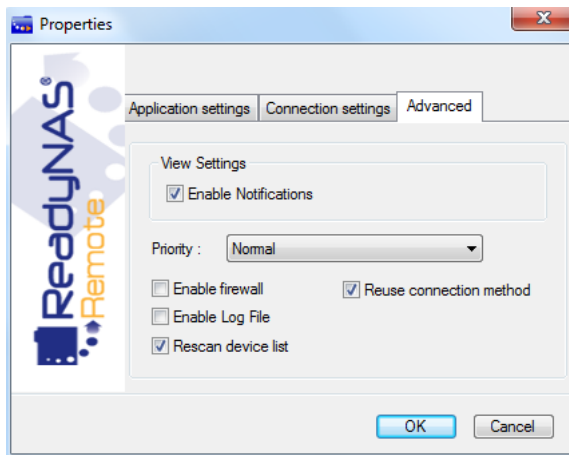 Properties
ReadyNAS®
Remote
Application settings
Connection settings
Advanced
View Settings
Enable Notifications
Priority : Normal
Enable firewall
Reuse connection method
Enable Log File
Rescan device list
OK
Cancel